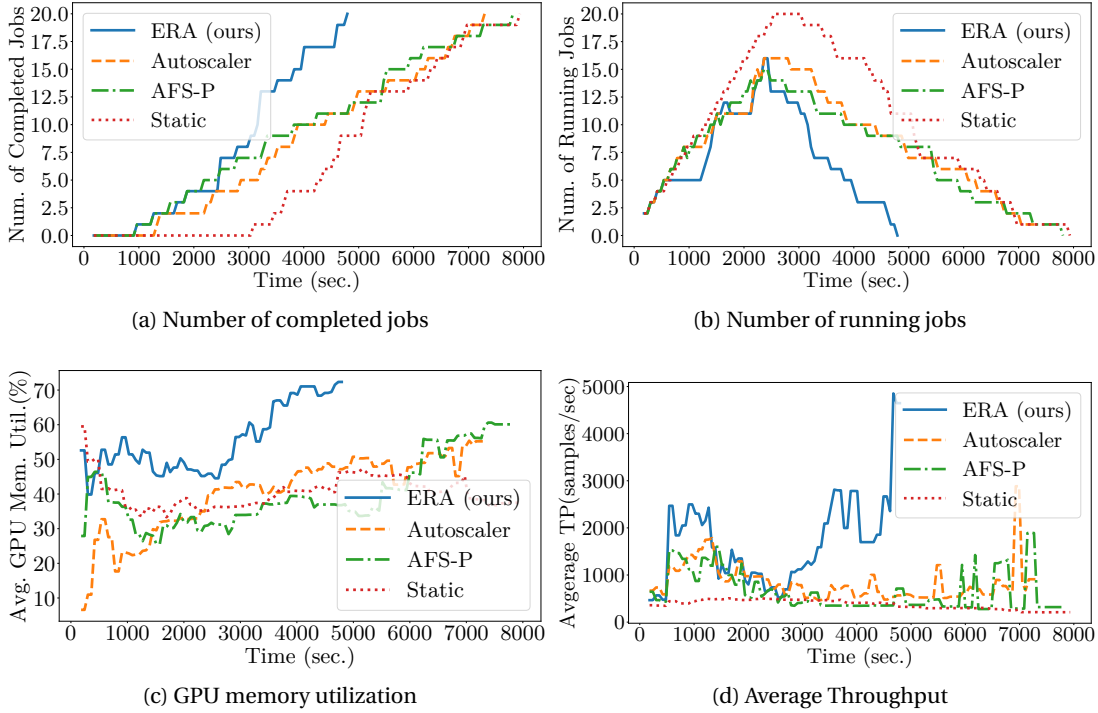 ERA (ours)
Autoscaler
AFS-P
Static
Num. of Completed Jobs
20.0
17.5
15.0
12.5
10.0
7.5
5.0
2.5
0.0
0 1000 2000 3000 4000 5000 6000 7000 8000
Time (sec.)
(a) Number of completed jobs
ERA (ours)
Autoscaler
AFS-P
Static
Num. of Running Jobs
20.0
17.5
15.0
12.5
10.0
7.5
5.0
2.5
0.0
0 1000 2000 3000 4000 5000 6000 7000 8000
Time (sec.)
(b) Number of running jobs
Avg. GPU Mem. Util.(%)
70
60
50
40
30
20
10
ERA (ours)
Autoscaler
AFS-P
Static
0 1000 2000 3000 4000 5000 6000 7000 8000
Time (sec.)
(c) GPU memory utilization
Avgerage TP(samples/sec)
5000
4000
3000
2000
1000
0
ERA (ours)
Autoscaler
AFS-P
Static
0 1000 2000 3000 4000 5000 6000 7000 8000
Time (sec.)
(d) Average Throughput